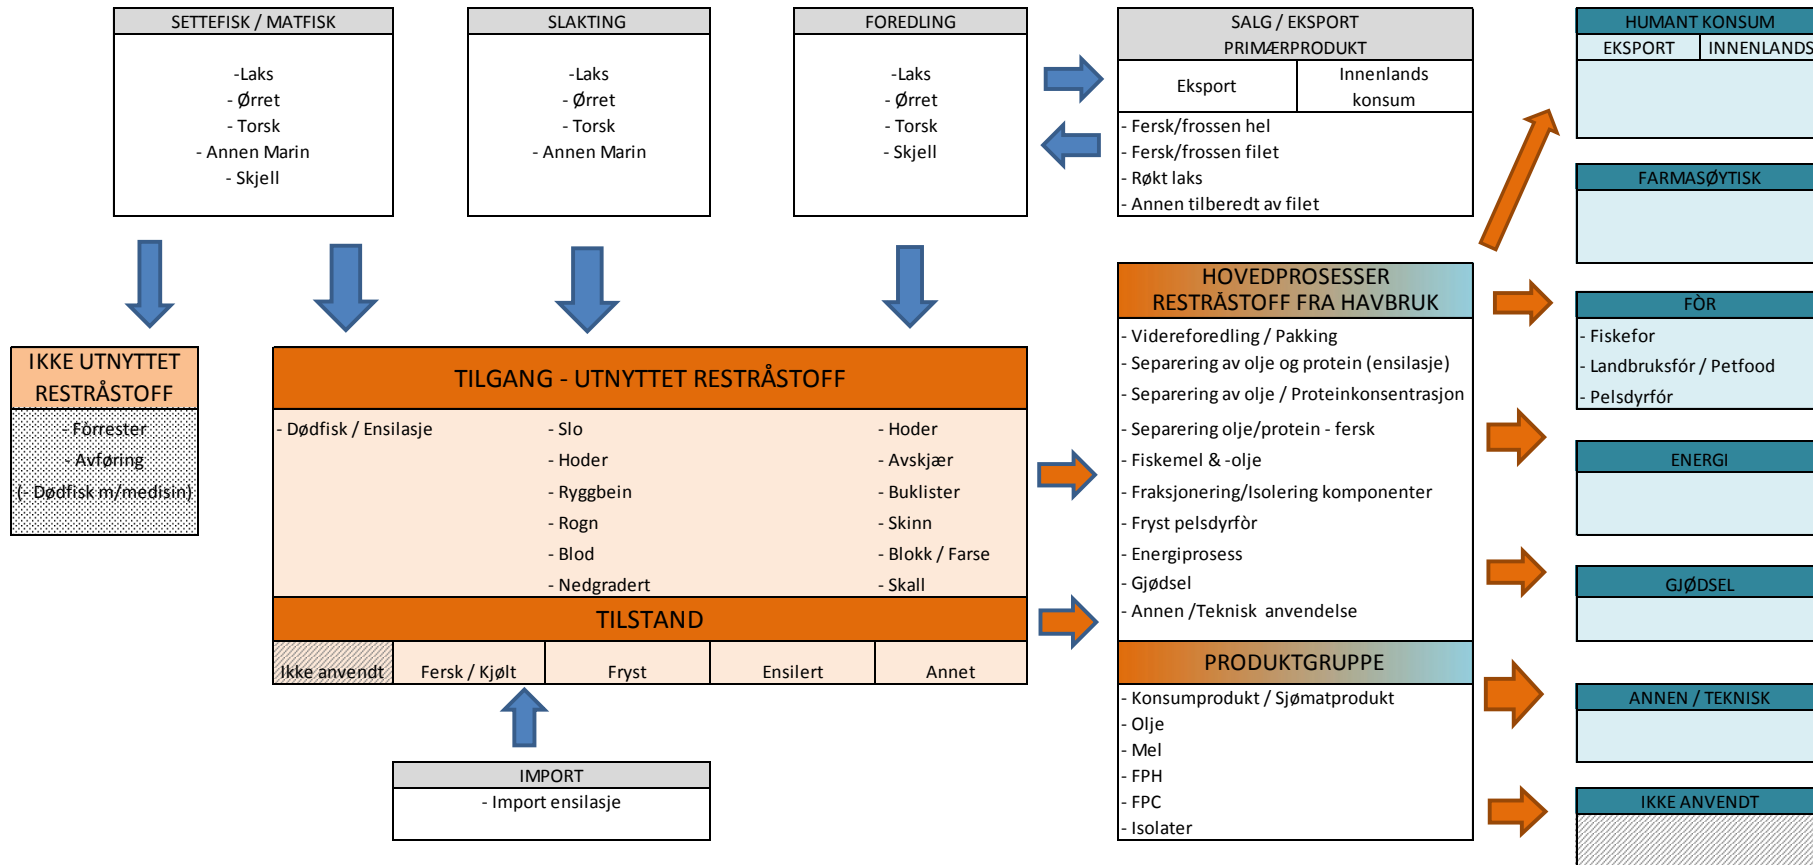 SETTEFISK / MATFISK
-Laks
- Ørret
- Torsk
- Annen Marin
- Skjell
SLAKTING
-Laks
- Ørret
- Torsk
- Annen Marin
FOREDLING
-Laks
- Ørret
- Torsk
- Skjell
SALG / EKSPORT
PRIMÆRPRODUKT
Eksport
Innenlands
konsum
- Fersk/frossen hel
- Fersk/frossen filet
- Røkt laks
- Annen tilberedt av filet
HUMANT KONSUM
EKSPORT
INNENLANDS
FARMASØYTISK
IKKE UTNYTTET
RESTRÅSTOFF
- Fòrrester
- Avføring
(- Dødfisk m/medisin)
TILGANG - UTNYTTET RESTRÅSTOFF
- Dødfisk / Ensilasje
- Slo
- Hoder
- Ryggbein
- Rogn
- Blod
- Nedgradert
- Hoder
- Avskjær
- Buklister
- Skinn
- Blokk / Farse
- Skall
TILSTAND
Ikke anvendt
Fersk / Kjølt
Fryst
Ensilert
Annet
IMPORT
- Import ensilasje
HOVEDPROSESSER
RESTRÅSTOFF FRA HAVBRUK
- Videreforedling / Pakking
- Separering av olje og protein (ensilasje)
- Separering av olje / Proteinkonsentrasjon
- Separering olje/protein - fersk
- Fiskemel & -olje
- Fraksjonering/Isolering komponenter
- Fryst pelsdyrfòr
- Energiprosess
- Gjødsel
- Annen /Teknisk anvendelse
PRODUKTGRUPPE
- Konsumprodukt / Sjømatprodukt
- Olje
- Mel
- FPH
- FPC
- Isolater
FÒR
- Fiskefor
- Landbruksfór / Petfood
- Pelsdyrfór
ENERGI
GJØDSEL
ANNEN / TEKNISK
IKKE ANVENDT